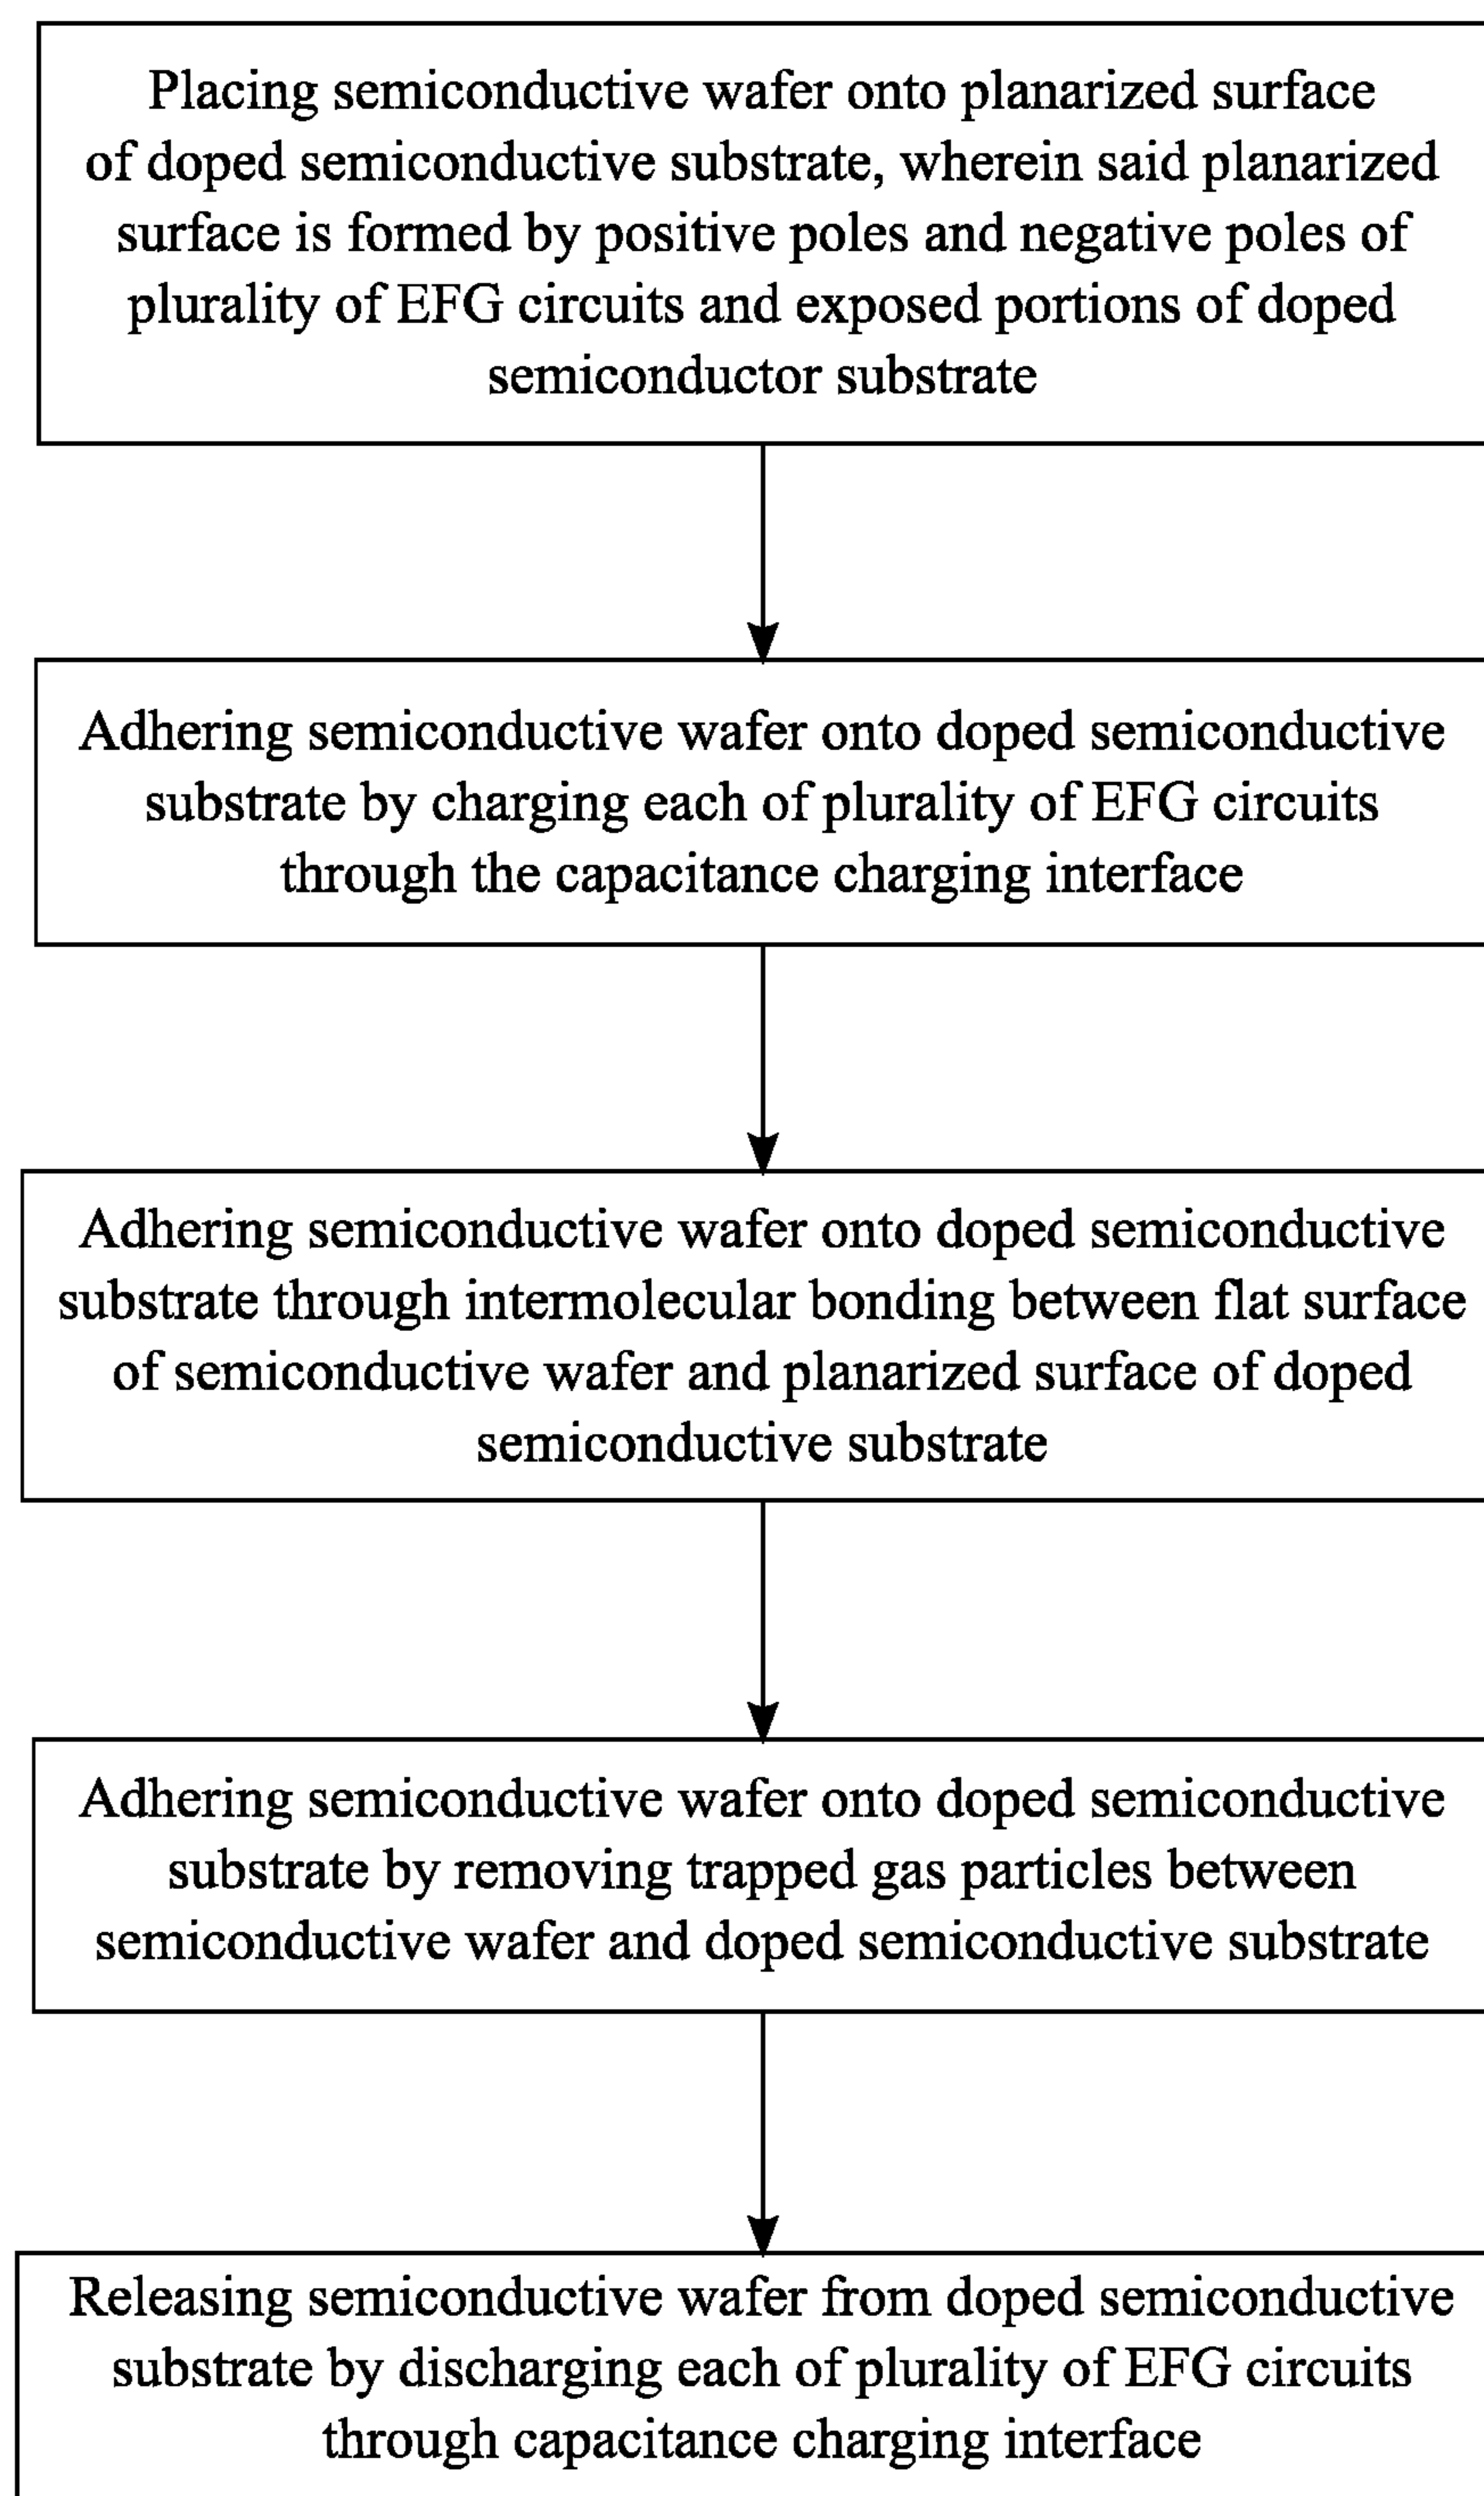 Placing semiconductive wafer onto planarized surface
of doped semiconductive substrate, wherein said planarized
surface is formed by positive poles and negative poles of
plurality of EFG circuits and exposed portions of doped
semiconductor substrate
Adhering semiconductive wafer onto doped semiconductive
substrate by charging each of plurality of EFG circuits
through the capacitance charging interface
Adhering semiconductive wafer onto doped semiconductive
substrate through intermolecular bonding between flat surface
of semiconductive wafer and planarized surface of doped
semiconductive substrate
Adhering semiconductive wafer onto doped semiconductive
substrate by removing trapped gas particles between
semiconductive wafer and doped semiconductive substrate
Releasing semiconductive wafer from doped semiconductive
substrate by discharging each of plurality of EFG circuits
through capacitance charging interface